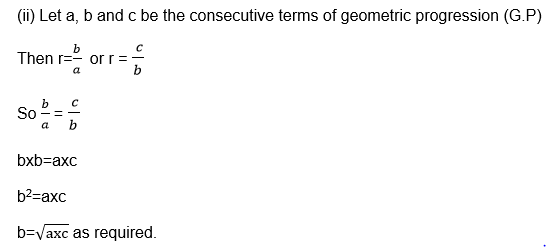 (ii) Let a, b and c be the consecutive terms of geometric progression (G.P)
Then r=b/a or r = c/b
So b/a = c/b
bxb=axc
b²=axc
b=√axc as required.